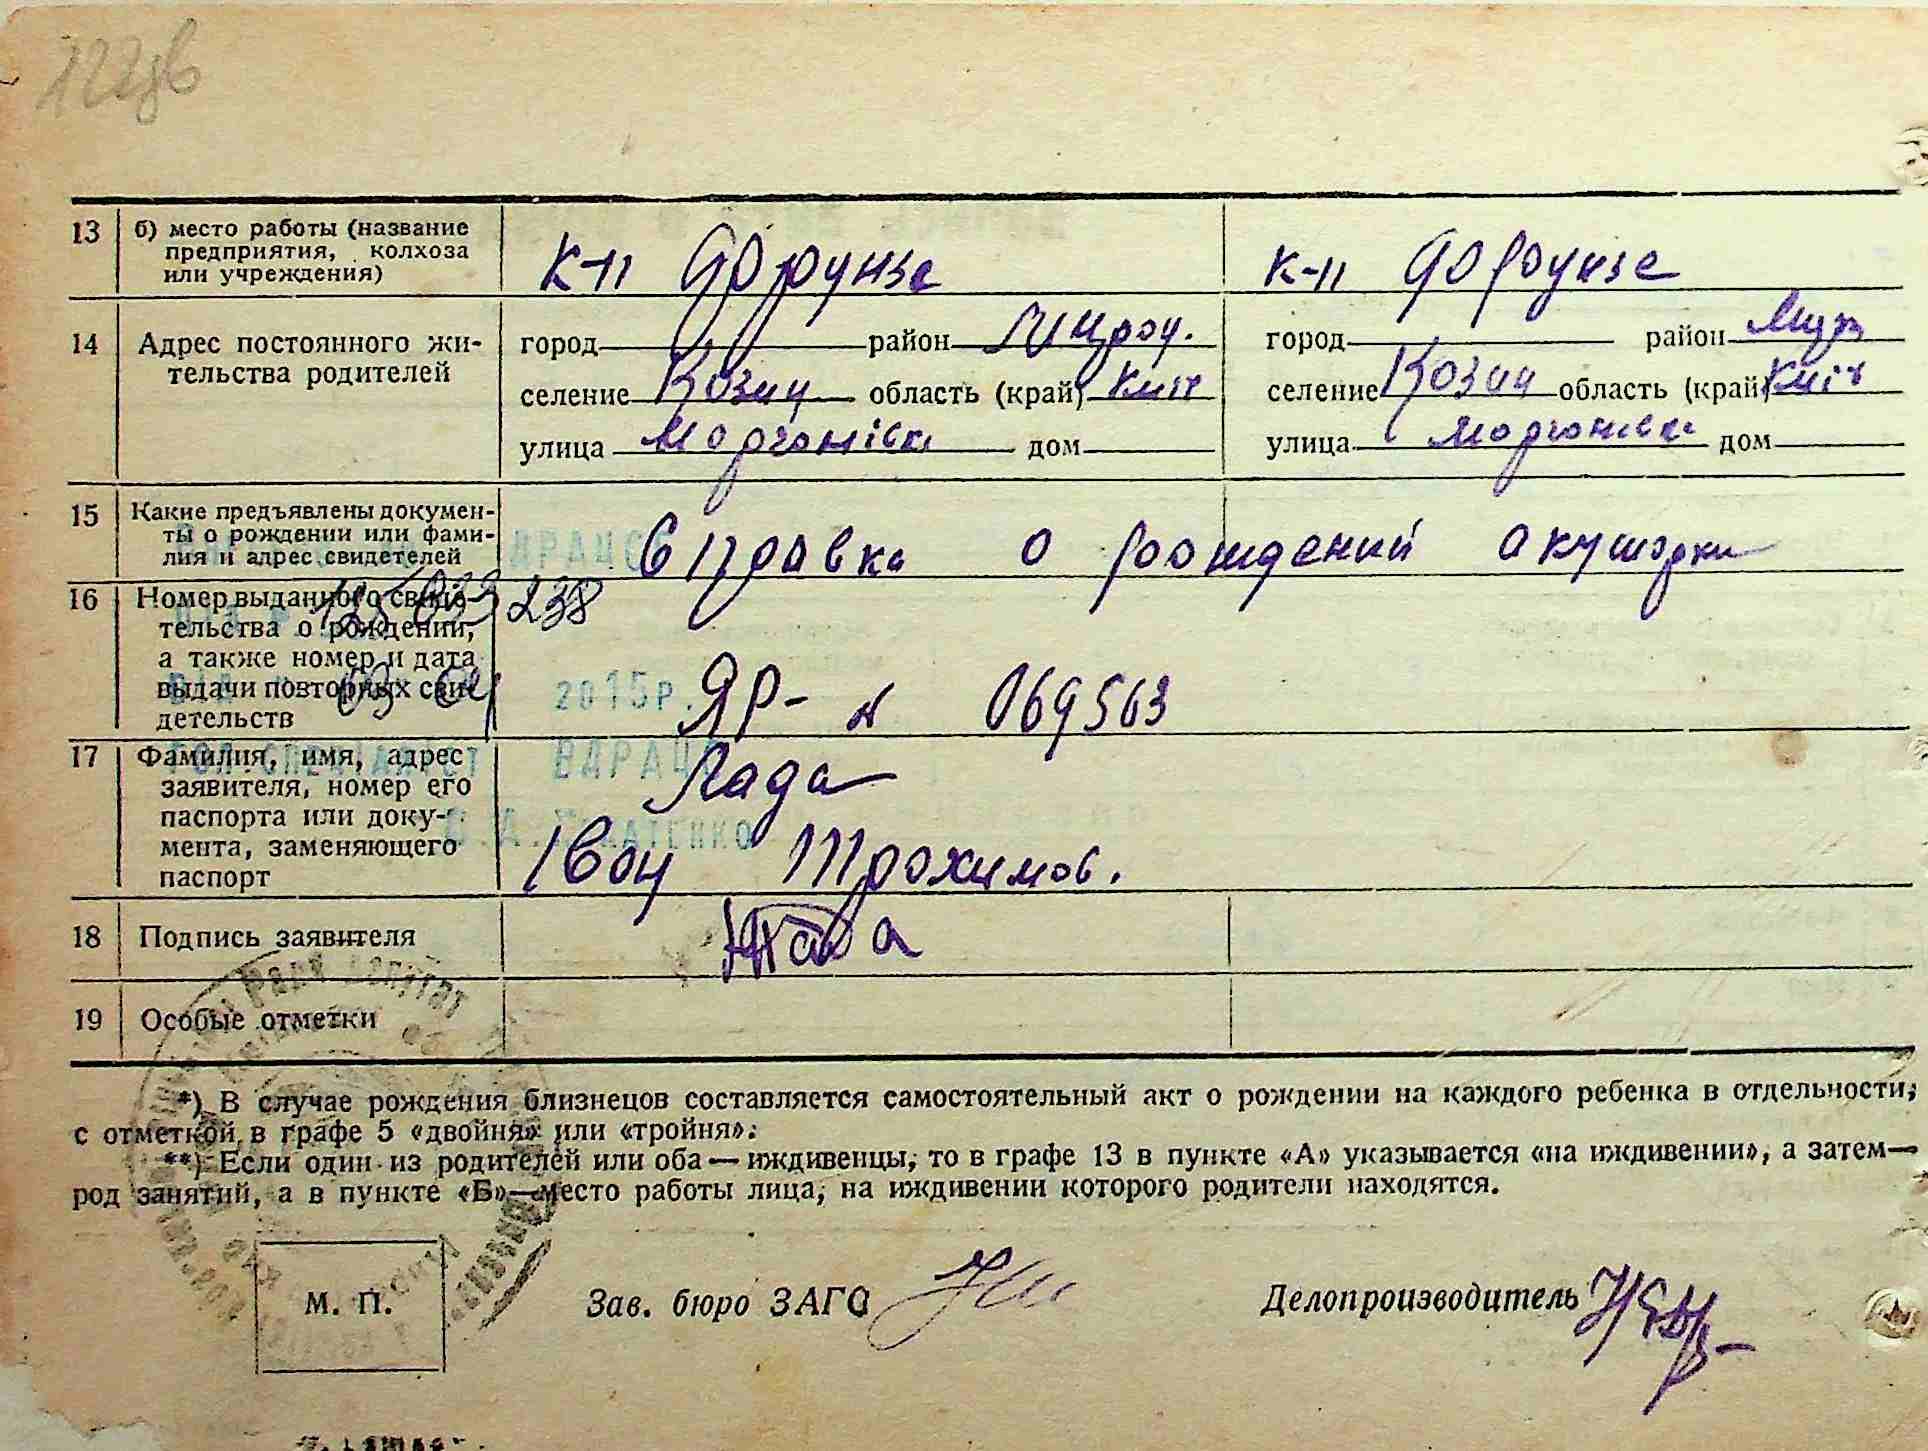 122зв
13 б) место работы (название предприятия, колхоза или учреждения)
к-п Фрунзе к-п Фрунзе
14 Адрес постоянного жительства родителей
город район Мирон. город район Мир
селение Козин область (край) Київ селение Козин область (край) Київ
улица дом улица дом
15 Какие предъявлены документы о рождении или фамилия и адрес свидетелей
Справка о рождений акушорки
16 Номер выданного свидетельства о рождении, а также номер и дата выдачи повторных свидетельств
238
2015р. ЯР- № 069563
17 Фамилия, имя, адрес заявителя, номер его паспорта или документа, заменяющего паспорт
Лада
Іван Трохимов.
18 Подпись заявителя
19 Особые отметки
*) В случае рождения близнецов составляется самостоятельный акт о рождении на каждого ребенка в отдельности,
с отметкой в графе 5 «двойня» или «тройня».
**) Если один из родителей или оба — иждивенцы, то в графе 13 в пункте «А» указывается «на иждивении», а затем—
род занятий, а в пункте «Б»—место работы лица, на иждивении которого родители находятся.
М. П. Зав. бюро ЗАГС Делопроизводитель